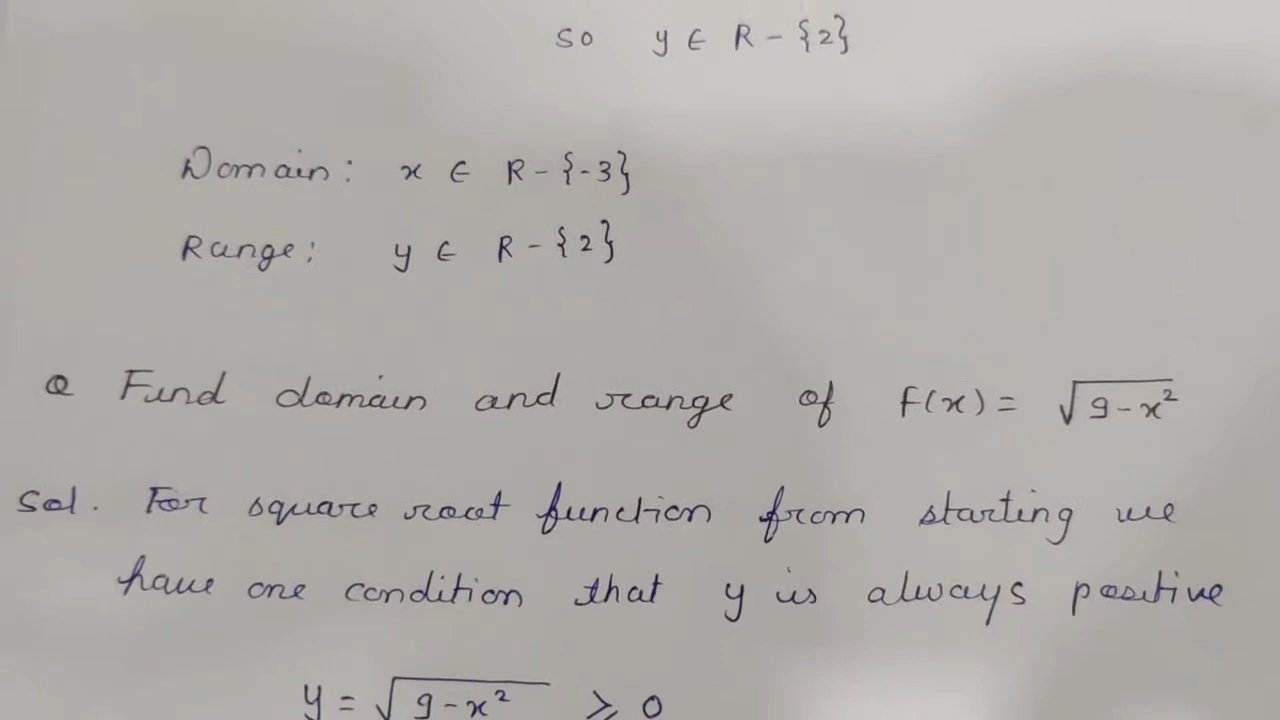 so y ∈ R - {2}
Domain: x ∈ R - {-3}
Range: y ∈ R - {2}
Q Find domain and range of f(x) = √9-x²
Sol. For square root function from starting we
have one condition that y is always positive
y = √9-x² ⩾ 0